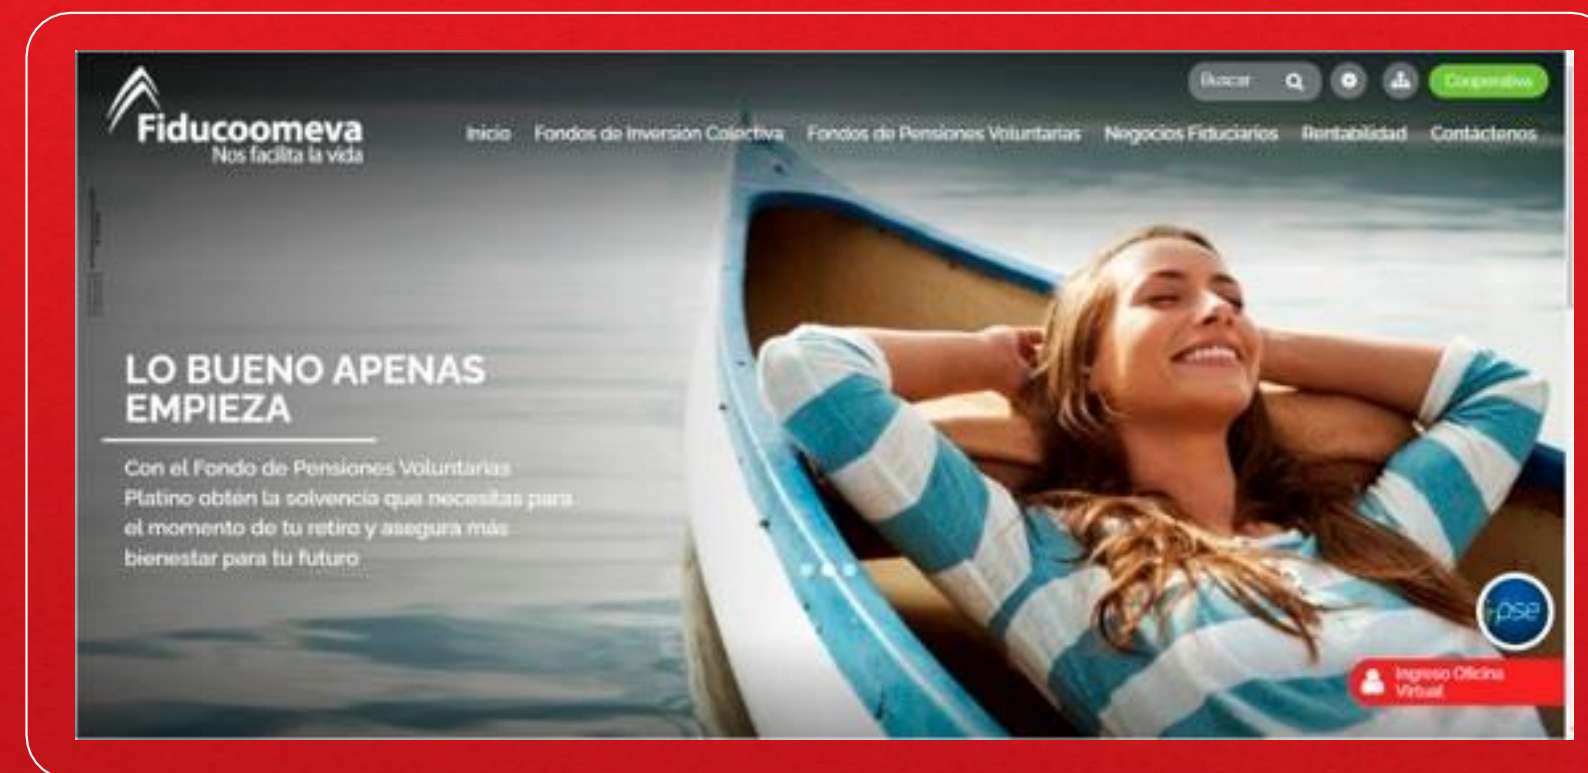 Fiducoomeva
Nos facilita la vida
Buscar
Cooperativa
Inicio Fondos de Inversión Colectiva Fondos de Pensiones Voluntarias Negocios Fiduciarios Rentabilidad Contáctenos
LO BUENO APENAS
EMPIEZA
Con el Fondo de Pensiones Voluntarias
Platino obtén la solvencia que necesitas para
el momento de tu retiro y asegura más
bienestar para tu futuro
pse
Ingreso Oficina
Virtual